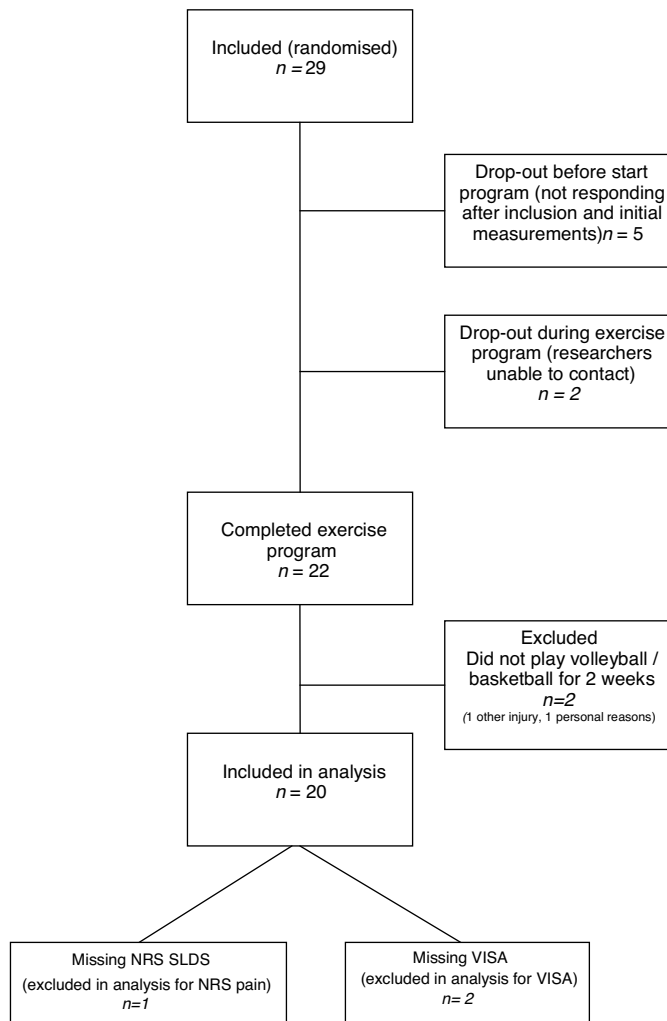 Included (randomised)
n = 29
Drop-out before start
program (not responding
after inclusion and initial
measurements)n = 5
Drop-out during exercise
program (researchers
unable to contact)
n = 2
Completed exercise
program
n = 22
Excluded
Did not play volleyball /
basketball for 2 weeks
n=2
(1 other injury, 1 personal reasons)
Included in analysis
n = 20
Missing NRS SLDS
(excluded in analysis for NRS pain)
n=1
Missing VISA
(excluded in analysis for VISA)
n= 2